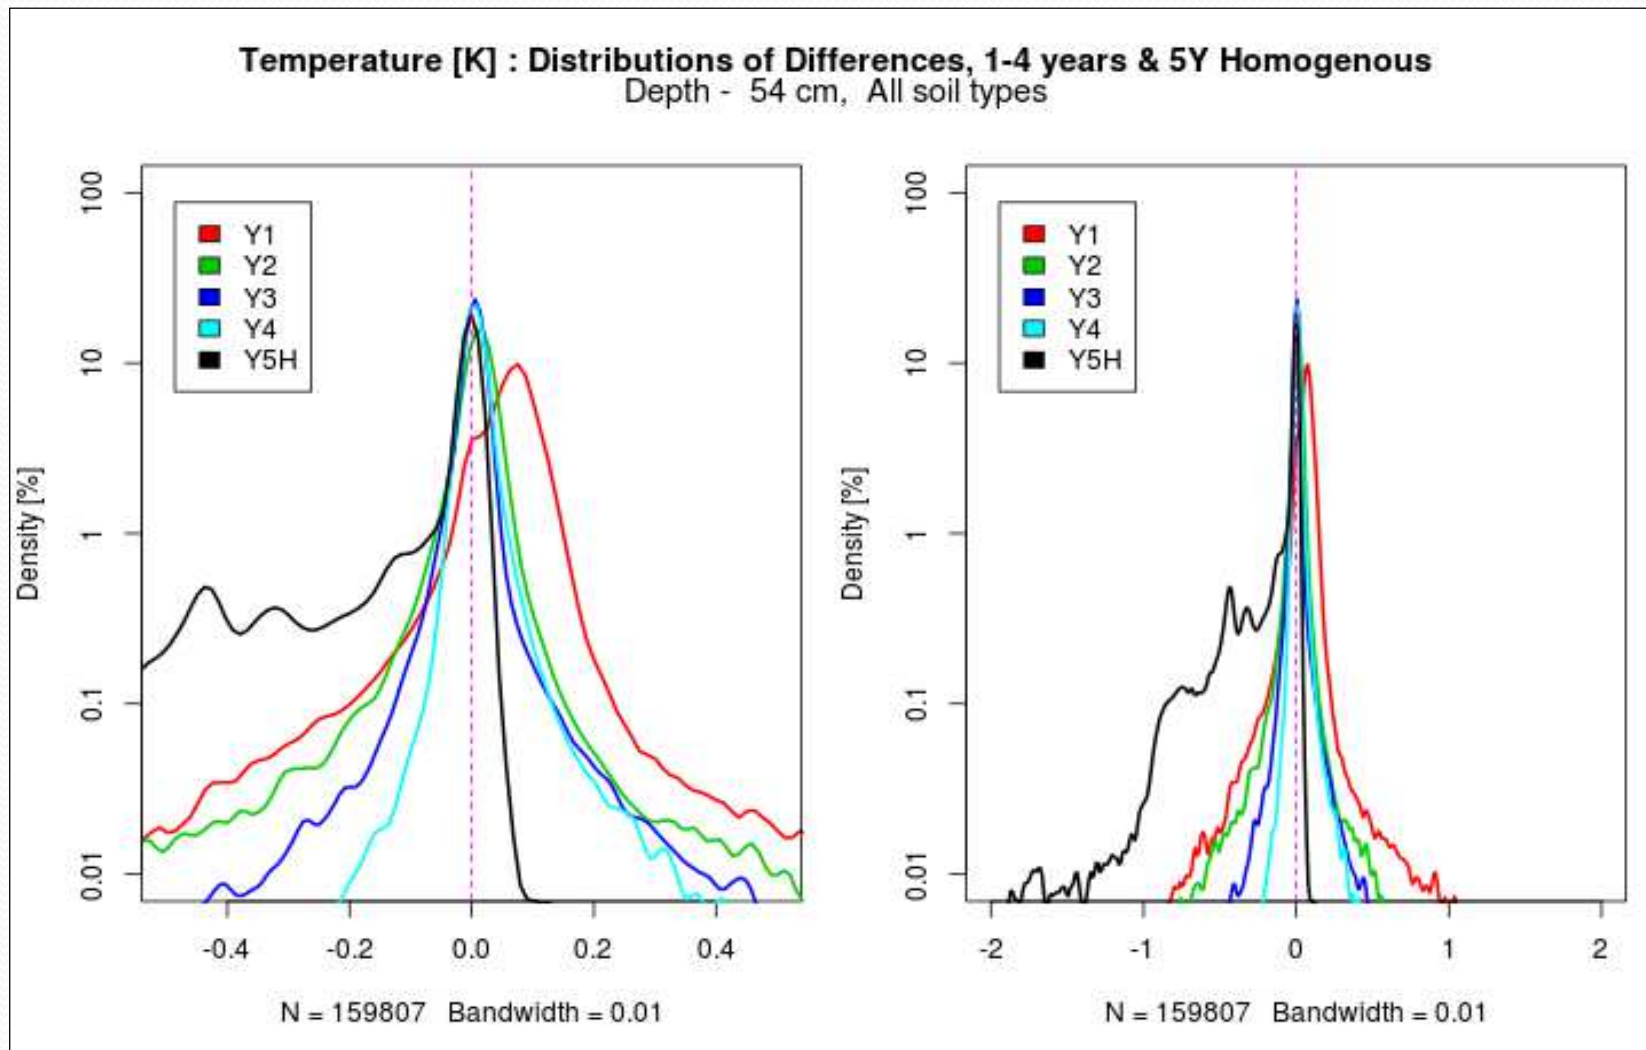 Temperature [K] : Distributions of Differences, 1-4 years & 5Y Homogenous
Depth - 54 cm, All soil types
Density [%]
100
10
1
0.1
0.01
Y1
Y2
Y3
Y4
Y5H
-0.4 -0.2 0.0 0.2 0.4
N = 159807 Bandwidth = 0.01
Density [%]
100
10
1
0.1
0.01
Y1
Y2
Y3
Y4
Y5H
-2 -1 0 1 2
N = 159807 Bandwidth = 0.01